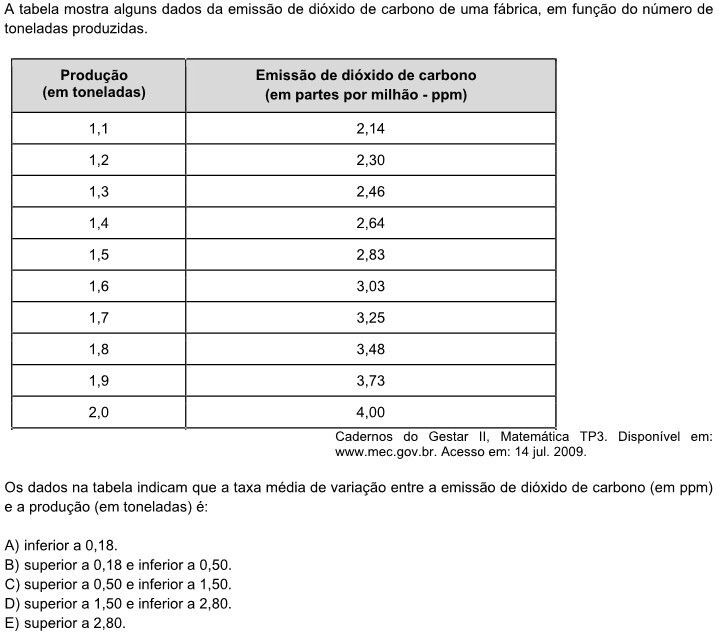 A tabela mostra alguns dados da emissão de dióxido de carbono de uma fábrica, em função do número de
toneladas produzidas.
Produção Emissão de dióxido de carbono
(em toneladas) (em partes por milhão - ppm)
1,1 2,14
1,2 2,30
1,3 2,46
1,4 2,64
1,5 2,83
1,6 3,03
1,7 3,25
1,8 3,48
1,9 3,73
2,0 4,00
Cadernos do Gestar II, Matemática TP3. Disponível em:
www.mec.gov.br. Acesso em: 14 jul. 2009.
Os dados na tabela indicam que a taxa média de variação entre a emissão de dióxido de carbono (em ppm)
e a produção (em toneladas) é:
A) inferior a 0,18.
B) superior a 0,18 e inferior a 0,50.
C) superior a 0,50 e inferior a 1,50.
D) superior a 1,50 e inferior a 2,80.
E) superior a 2,80.